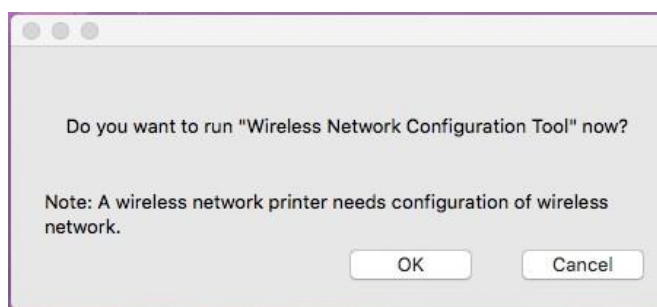 Do you want to run "Wireless Network Configuration Tool" now?
Note: A wireless network printer needs configuration of wireless
network.
OK Cancel